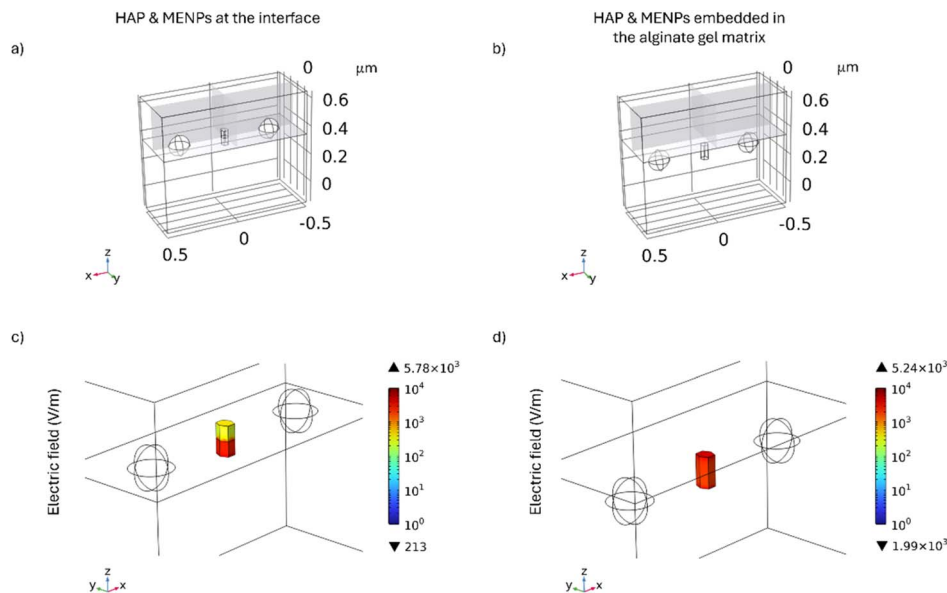 HAP & MENPs at the interface
HAP & MENPs embedded in
the alginate gel matrix
a)
0
μm
0.6
0.4
0.2
0
-0.5
0
0.5
z
x
y
b)
0
μm
0.6
0.4
0.2
0
-0.5
0
0.5
z
x
y
c)
Electric field (V/m)
▲ 5.78×10³
10⁴
10³
10²
10¹
10⁰
▼ 213
z
y
x
d)
Electric field (V/m)
▲ 5.24×10³
10⁴
10³
10²
10¹
10⁰
▼ 1.99×10³
z
y
x